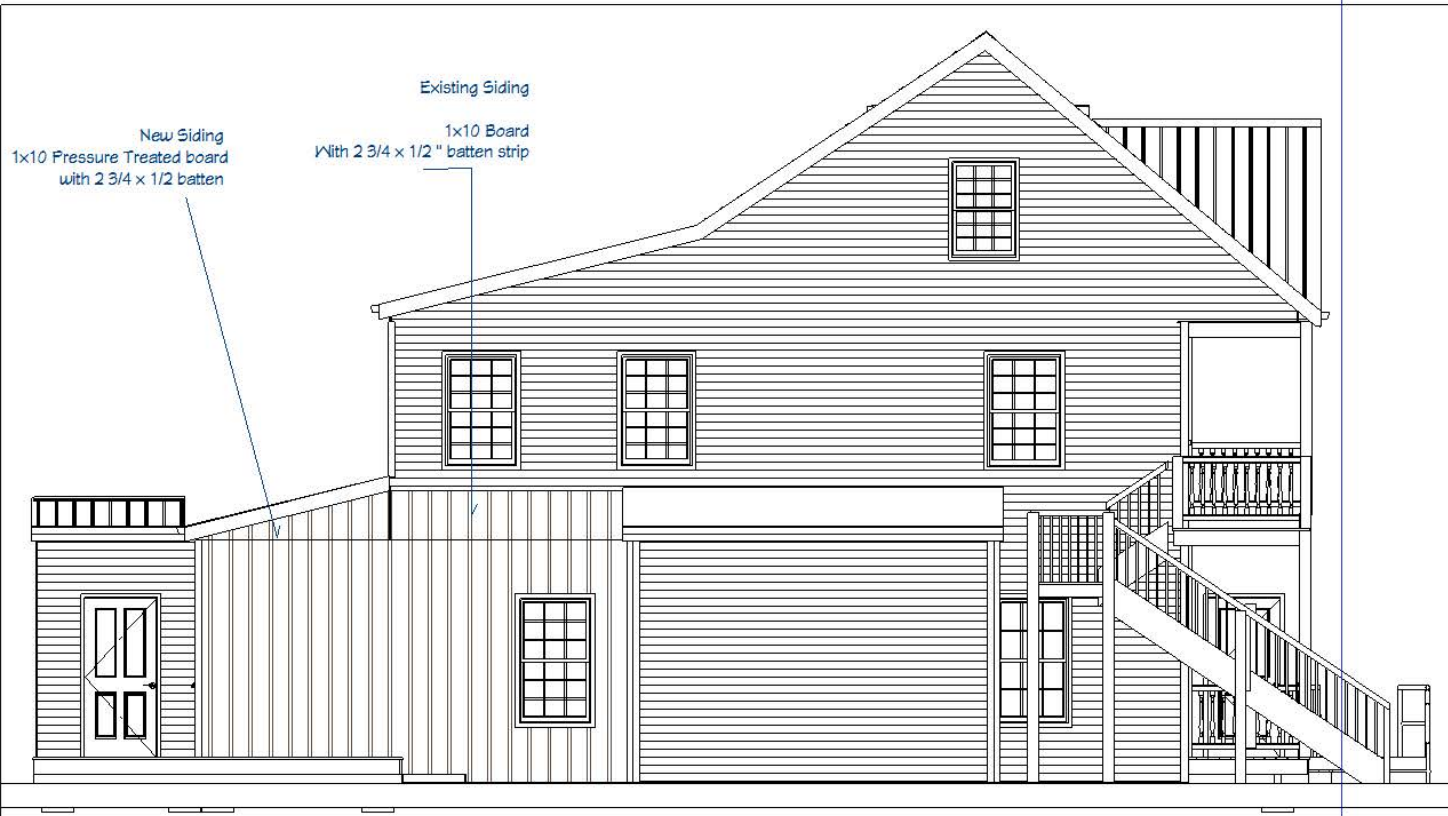 New Siding
1x10 Pressure Treated board
with 2 3/4 x 1/2 batten
Existing Siding
1x10 Board
With 2 3/4 x 1/2 " batten strip